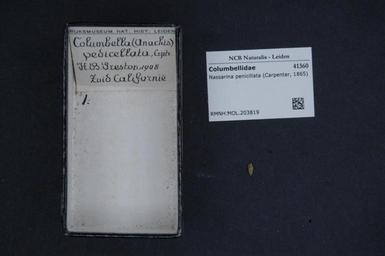 RIJKSMUSEUM NAT. HIST. LEIDEN
Columbella (Anachis)
pedicellata, Cpr
H B Preston, 1908
Zuid Californie
1.
NCB Naturalis - Leiden
Columbellidae 41360
Nassarina penicillata (Carpenter, 1865)
RMNH.MOL.203819